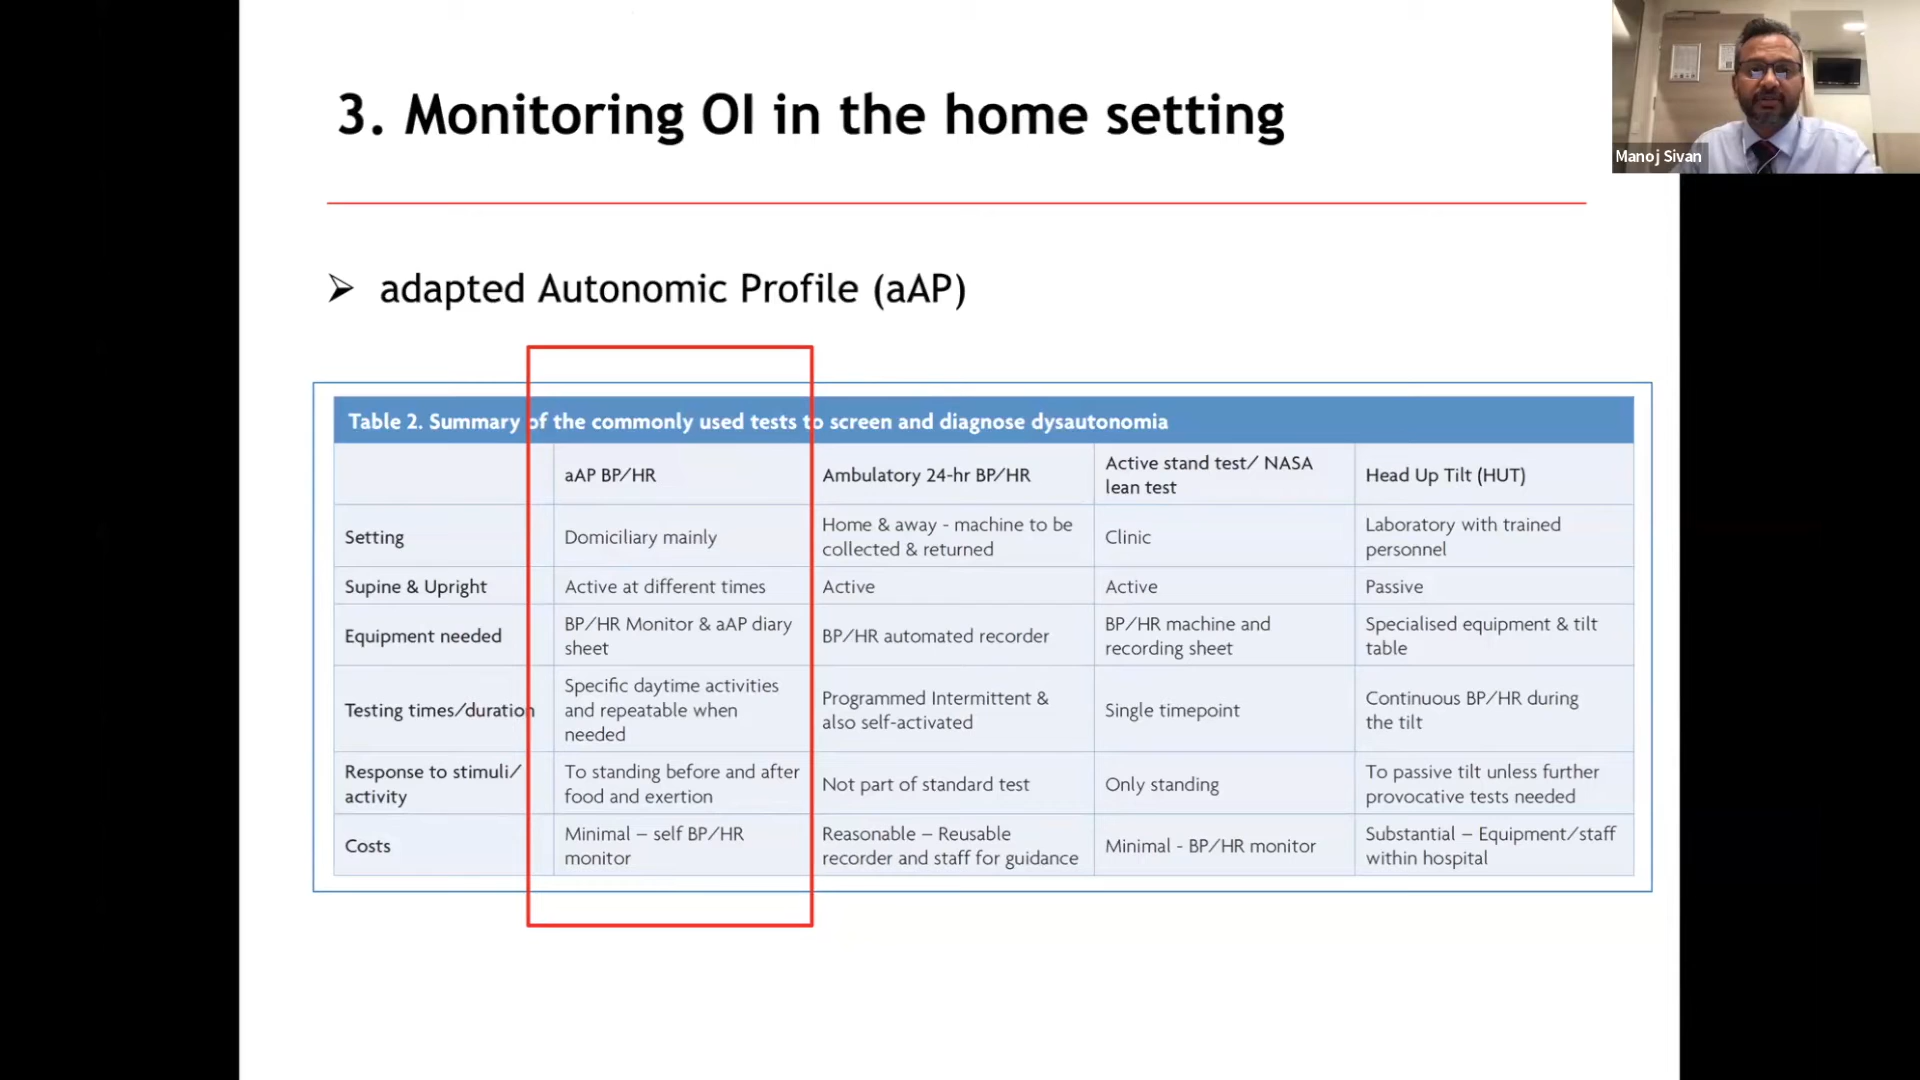 3. Monitoring OI in the home setting
Manoj Sivan
➢ adapted Autonomic Profile (aAP)
Table 2. Summary of the commonly used tests to screen and diagnose dysautonomia
aAP BP/HR
Ambulatory 24-hr BP/HR
Active stand test/ NASA
lean test
Head Up Tilt (HUT)
Setting
Domiciliary mainly
Home & away - machine to be
collected & returned
Clinic
Laboratory with trained
personnel
Supine & Upright
Active at different times
Active
Active
Passive
Equipment needed
BP/HR Monitor & aAP diary
sheet
BP/HR automated recorder
BP/HR machine and
recording sheet
Specialised equipment & tilt
table
Testing times/duration
Specific daytime activities
and repeatable when
needed
Programmed Intermittent &
also self-activated
Single timepoint
Continuous BP/HR during
the tilt
Response to stimuli/
activity
To standing before and after
food and exertion
Not part of standard test
Only standing
To passive tilt unless further
provocative tests needed
Costs
Minimal – self BP/HR
monitor
Reasonable – Reusable
recorder and staff for guidance
Minimal - BP/HR monitor
Substantial – Equipment/staff
within hospital